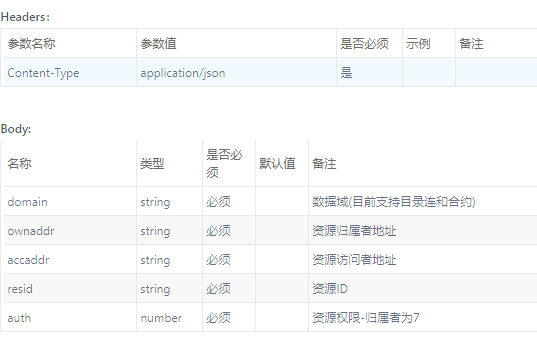 Headers:
参数名称 参数值 是否必须 示例 备注
Content-Type application/json 是
Body:
名称 类型 是否必须 默认值 备注
domain string 必须 数据域(目前支持目录连和合约)
ownaddr string 必须 资源归属者地址
accaddr string 必须 资源访问者地址
resid string 必须 资源ID
auth number 必须 资源权限-归属者为7